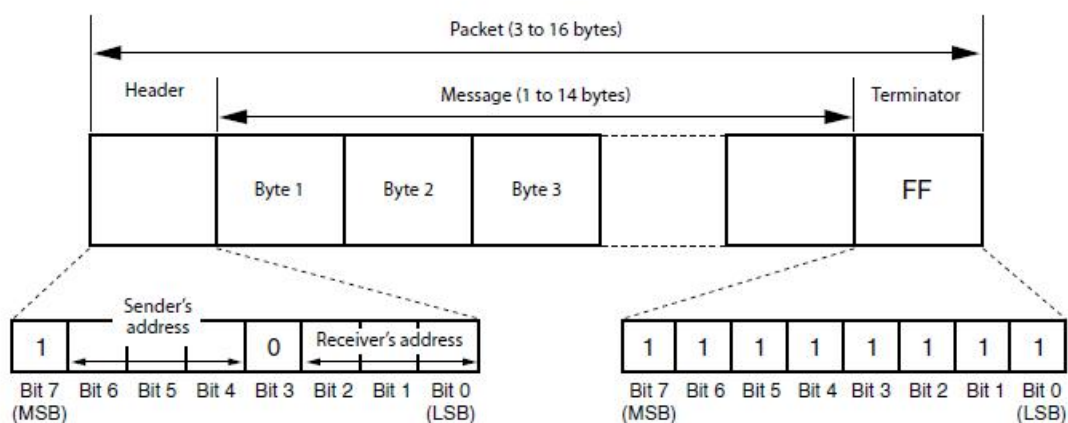 Packet (3 to 16 bytes)
Header
Message (1 to 14 bytes)
Terminator
Byte 1
Byte 2
Byte 3
FF
Sender's
address
1
0
Receiver's address
Bit 7
Bit 6
Bit 5
Bit 4
Bit 3
Bit 2
Bit 1
Bit 0
(MSB)
(LSB)
1 1 1 1 1 1 1 1
Bit 7
Bit 6
Bit 5
Bit 4
Bit 3
Bit 2
Bit 1
Bit 0
(MSB)
(LSB)